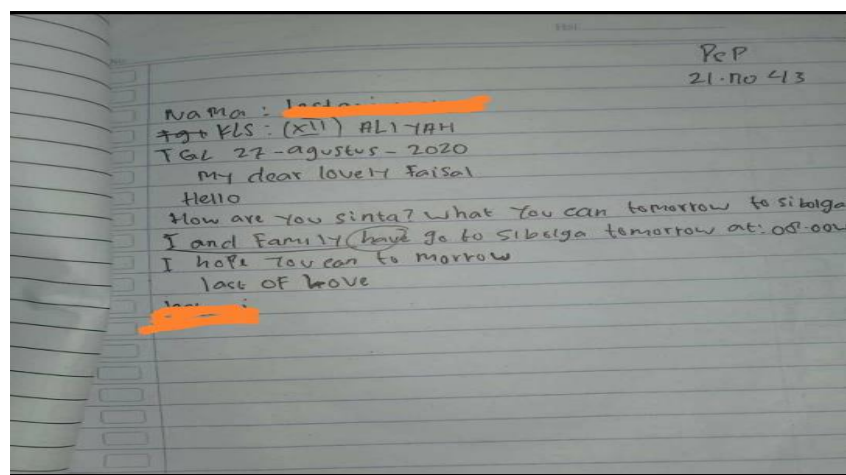 PCP
21.no 43
Nama :
KLS : (XII) ALIYAH
TGL 27-agustus-2020
My dear lovely Faisal
Hello
How are you sinta? what you can tomorrow to sibolga
I and Family have go to sibolga tomorrow at: 08.00
I hope you can to morrow
last OF Love